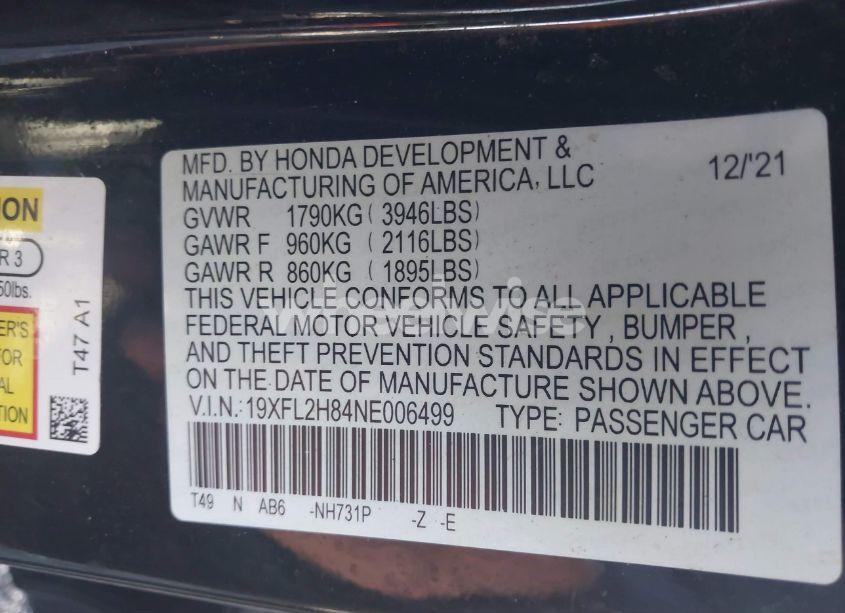 MFD. BY HONDA DEVELOPMENT &
MANUFACTURING OF AMERICA, LLC 12/'21
GVWR 1790KG ( 3946LBS)
GAWR F 960KG ( 2116LBS)
GAWR R 860KG ( 1895LBS)
THIS VEHICLE CONFORMS TO ALL APPLICABLE
FEDERAL MOTOR VEHICLE SAFETY , BUMPER ,
AND THEFT PREVENTION STANDARDS IN EFFECT
ON THE DATE OF MANUFACTURE SHOWN ABOVE.
V.I.N.:19XFL2H84NE006499 TYPE: PASSENGER CAR
T49 N AB6 -NH731P -Z -E
R 3
50lbs.
T47 A1